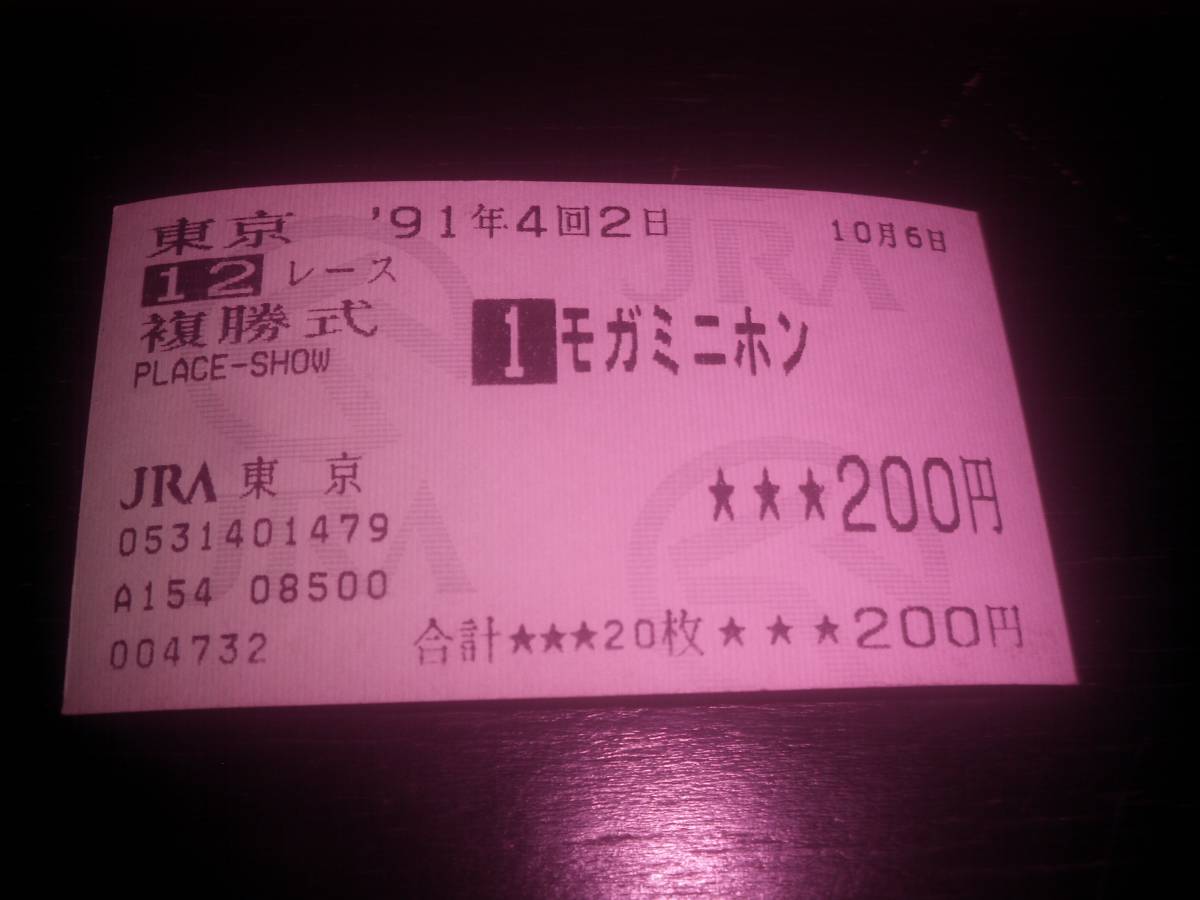 東京 '91年4回2日 10月6日
12 レース
複勝式 1 モガミニホン
PLACE-SHOW
JRA 東京 ★★★200円
0531401479
A154 08500
004732 合計★★★20枚★★★200円